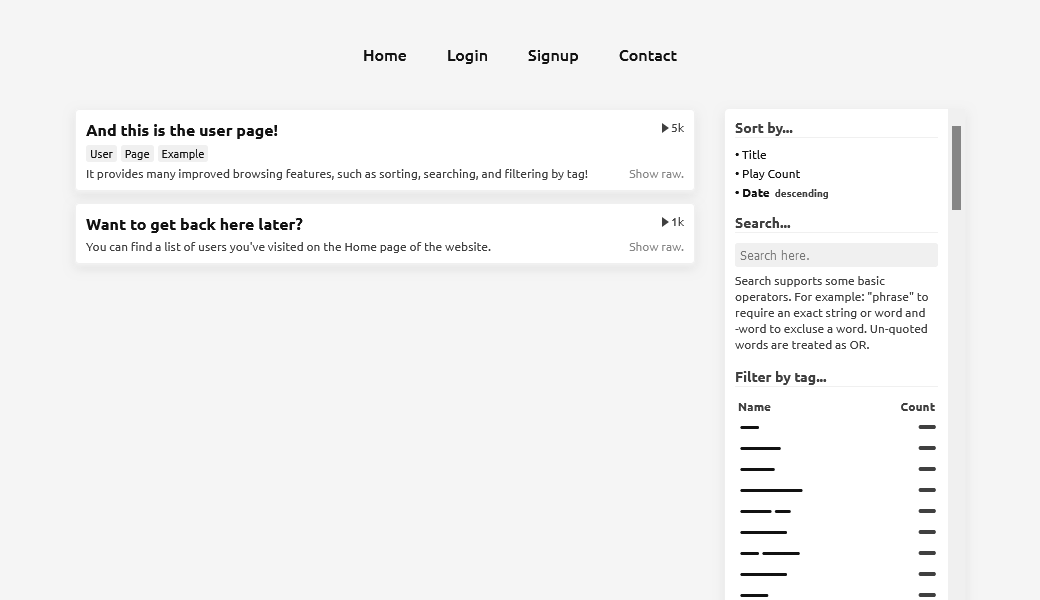 Home Login Signup Contact
And this is the user page!
5k
User Page Example
It provides many improved browsing features, such as sorting, searching, and filtering by tag!
Show raw.
Want to get back here later?
1k
You can find a list of users you've visited on the Home page of the website.
Show raw.
Sort by...
• Title
• Play Count
• Date descending
Search...
Search here.
Search supports some basic
operators. For example: "phrase" to
require an exact string or word and
-word to excluse a word. Un-quoted
words are treated as OR.
Filter by tag...
Name Count